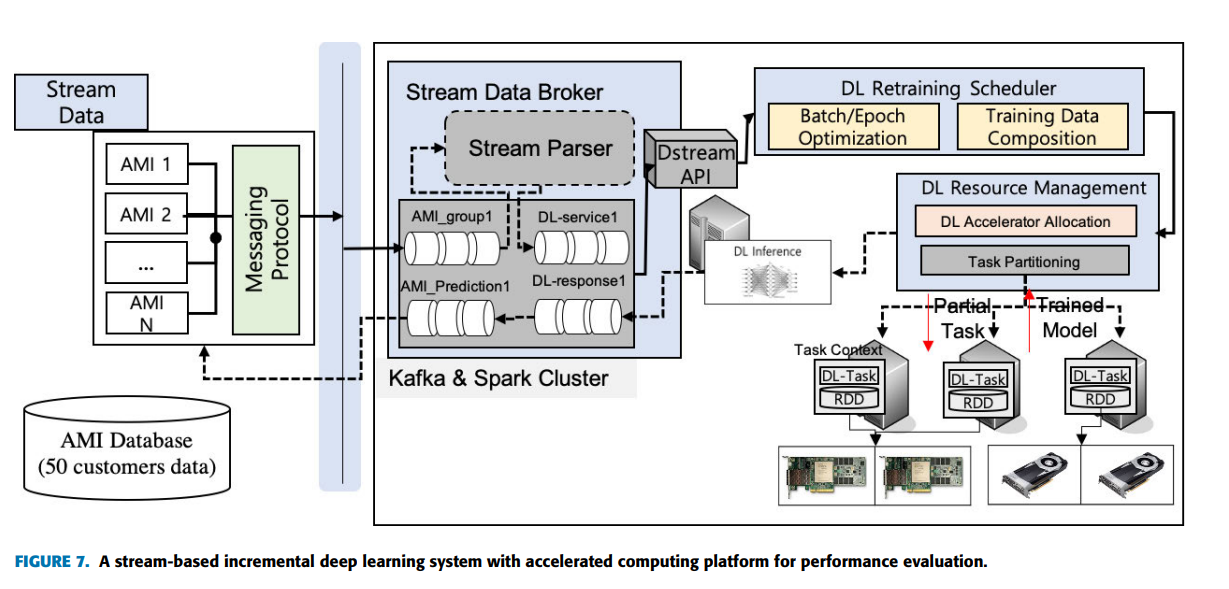 Stream
Data
AMI 1
AMI 2
...
AMI
N
Messaging
Protocol
AMI Database
(50 customers data)
Stream Data Broker
Stream Parser
AMI_group1
DL-service1
AMI_Prediction1
DL-response1
Kafka & Spark Cluster
Dstream
API
DL Retraining Scheduler
Batch/Epoch
Optimization
Training Data
Composition
DL Resource Management
DL Accelerator Allocation
Task Partitioning
DL Inference
Partial
Task
Trained
Model
Task Context
DL-Task
RDD
DL-Task
RDD
DL-Task
RDD
FIGURE 7. A stream-based incremental deep learning system with accelerated computing platform for performance evaluation.